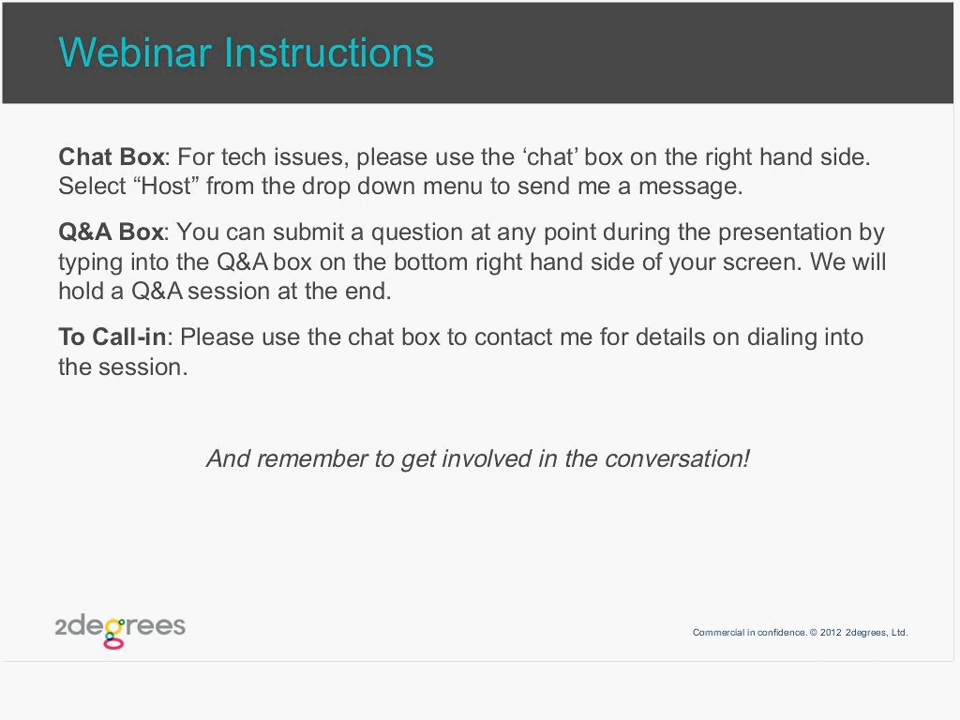 Webinar Instructions
Chat Box: For tech issues, please use the ‘chat’ box on the right hand side.
Select “Host” from the drop down menu to send me a message.
Q&A Box: You can submit a question at any point during the presentation by
typing into the Q&A box on the bottom right hand side of your screen. We will
hold a Q&A session at the end.
To Call-in: Please use the chat box to contact me for details on dialing into
the session.
And remember to get involved in the conversation!
2degrees
Commercial in confidence. © 2012 2degrees, Ltd.